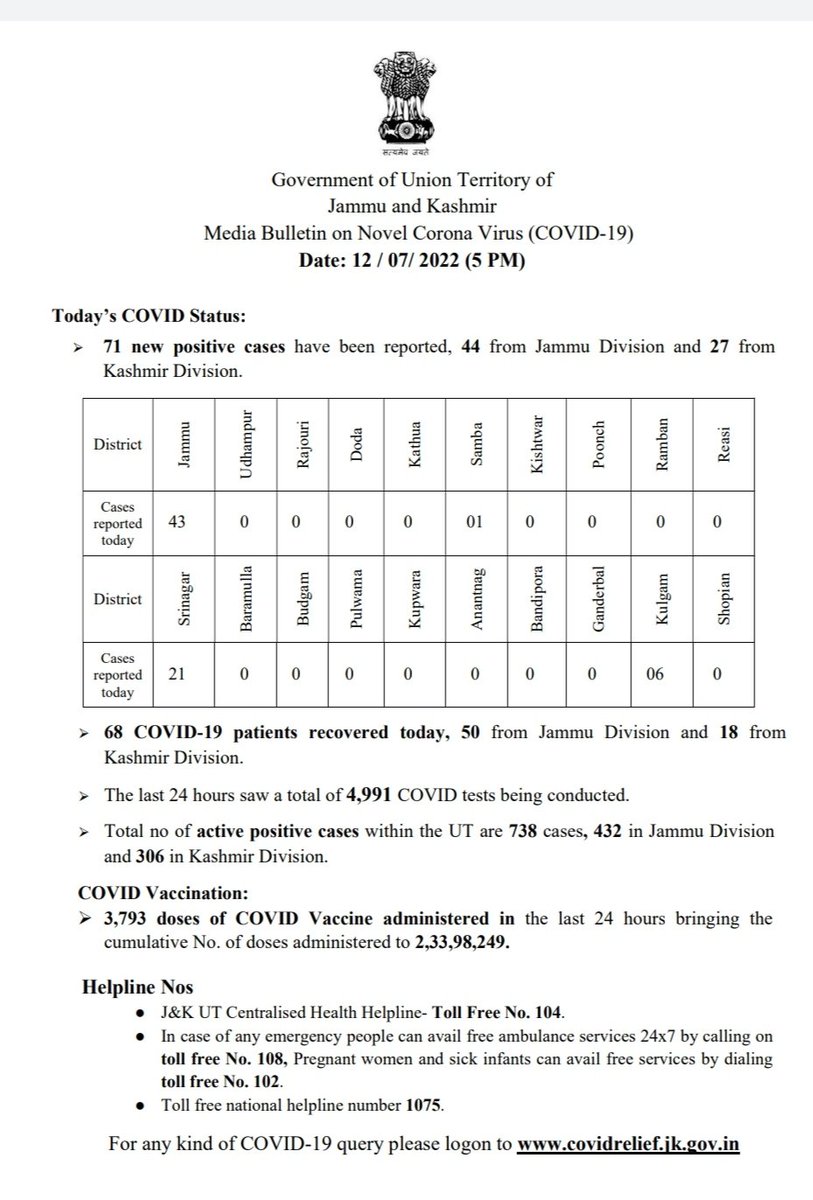 सत्यमेव जयते
Government of Union Territory of
Jammu and Kashmir
Media Bulletin on Novel Corona Virus (COVID-19)
Date: 12 / 07/ 2022 (5 PM)
Today’s COVID Status:
➢ 71 new positive cases have been reported, 44 from Jammu Division and 27 from
Kashmir Division.
District Jammu Udhampur Rajouri Doda Kathua Samba Kishtwar Poonch Ramban Reasi
Cases
reported
today
43 0 0 0 0 01 0 0 0 0
District Srinagar Baramulla Budgam Pulwama Kupwara Anantnag Bandipora Ganderbal Kulgam Shopian
Cases
reported
today
21 0 0 0 0 0 0 0 06 0
➢ 68 COVID-19 patients recovered today, 50 from Jammu Division and 18 from
Kashmir Division.
➢ The last 24 hours saw a total of 4,991 COVID tests being conducted.
➢ Total no of active positive cases within the UT are 738 cases, 432 in Jammu Division
and 306 in Kashmir Division.
COVID Vaccination:
➢ 3,793 doses of COVID Vaccine administered in the last 24 hours bringing the
cumulative No. of doses administered to 2,33,98,249.
Helpline Nos
● J&K UT Centralised Health Helpline- Toll Free No. 104.
● In case of any emergency people can avail free ambulance services 24x7 by calling on
toll free No. 108, Pregnant women and sick infants can avail free services by dialing
toll free No. 102.
● Toll free national helpline number 1075.
For any kind of COVID-19 query please logon to www.covidrelief.jk.gov.in